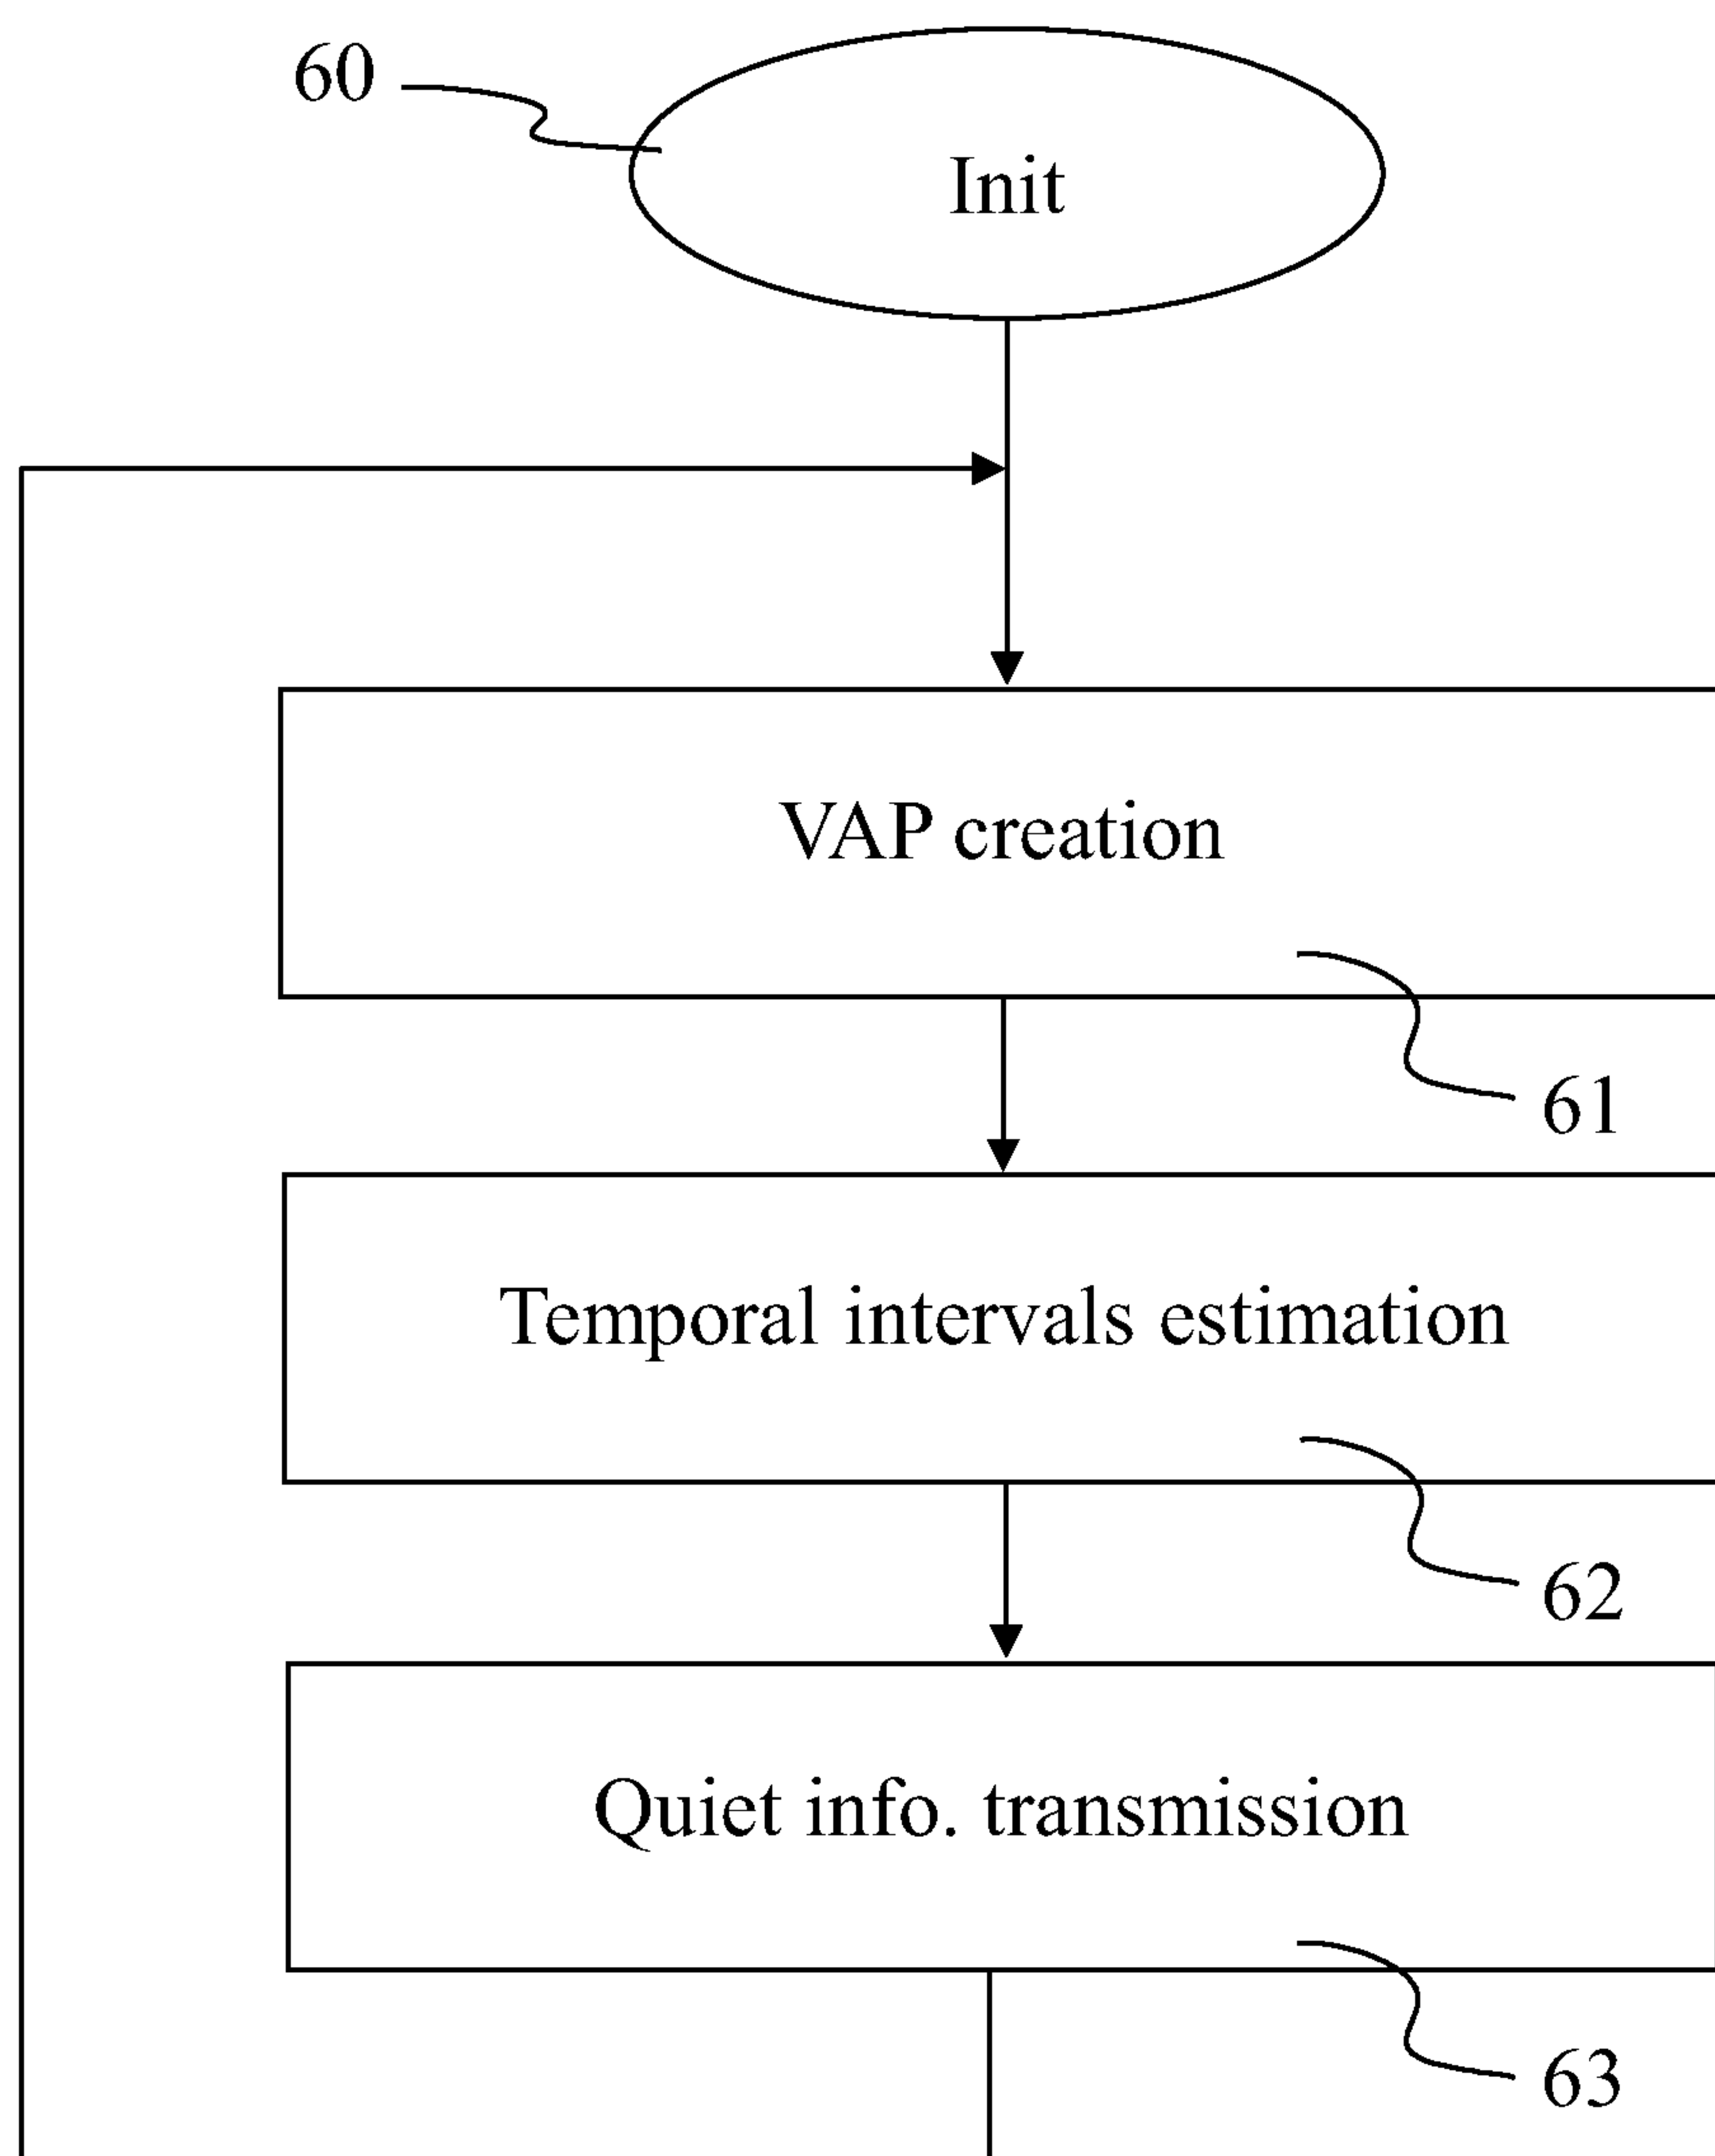 60
Init
VAP creation
61
Temporal intervals estimation
62
Quiet info. transmission
63